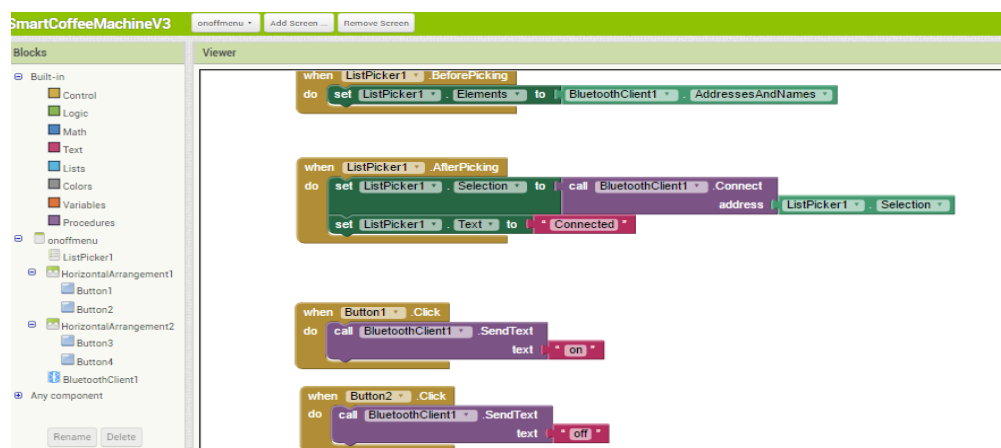 SmartCoffeeMachineV3 onoffmenu Add Screen ... Remove Screen
Blocks
Built-in
Control
Logic
Math
Text
Lists
Colors
Variables
Procedures
onoffmenu
ListPicker1
HorizontalArrangement1
Button1
Button2
HorizontalArrangement2
Button3
Button4
BluetoothClient1
Any component
Rename Delete
Viewer
when ListPicker1 .BeforePicking
do set ListPicker1 . Elements to BluetoothClient1 . AddressesAndNames
when ListPicker1 .AfterPicking
do set ListPicker1 . Selection to call BluetoothClient1 .Connect
address ListPicker1 . Selection
set ListPicker1 . Text to " Connected "
when Button1 .Click
do call BluetoothClient1 .SendText
text " on "
when Button2 .Click
do call BluetoothClient1 .SendText
text " off "